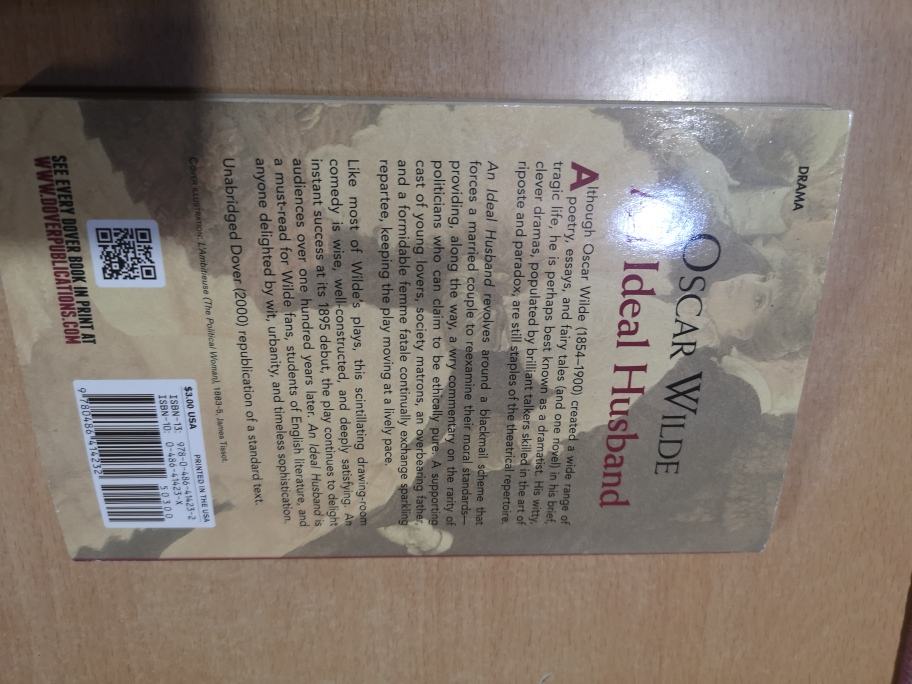 DRAMA
OSCAR WILDE
Ideal Husband
Although Oscar Wilde (1854–1900) created a wide range of
poetry, essays, and fairy tales (and one novel) in his brief,
tragic life, he is perhaps best known as a dramatist. His witty,
clever dramas, populated by brilliant talkers skilled in the art of
riposte and paradox, are still staples of the theatrical repertoire.
An Ideal Husband revolves around a blackmail scheme that
forces a married couple to reexamine their moral standards—
providing, along the way, a wry commentary on the rarity of
politicians who can claim to be ethically pure. A supporting
cast of young lovers, society matrons, an overbearing father,
and a formidable femme fatale continually exchange sparkling
repartee, keeping the play moving at a lively pace.
Like most of Wilde's plays, this scintillating drawing-room
comedy is wise, well-constructed, and deeply satisfying. An
instant success at its 1895 debut, the play continues to delight
audiences over one hundred years later. An Ideal Husband is
a must-read for Wilde fans, students of English literature, and
anyone delighted by wit, urbanity, and timeless sophistication.
Unabridged Dover (2000) republication of a standard text.
COVER ILLUSTRATION: L'Ambitieuse (The Political Woman), 1883-5, James Tissot
$3.00 USA
PRINTED IN THE USA
ISBN-13: 978-0-486-41423-2
ISBN-10: 0-486-41423-X
50300
9 780486 414232
SEE EVERY DOVER BOOK IN PRINT AT
WWW.DOVERPUBLICATIONS.COM